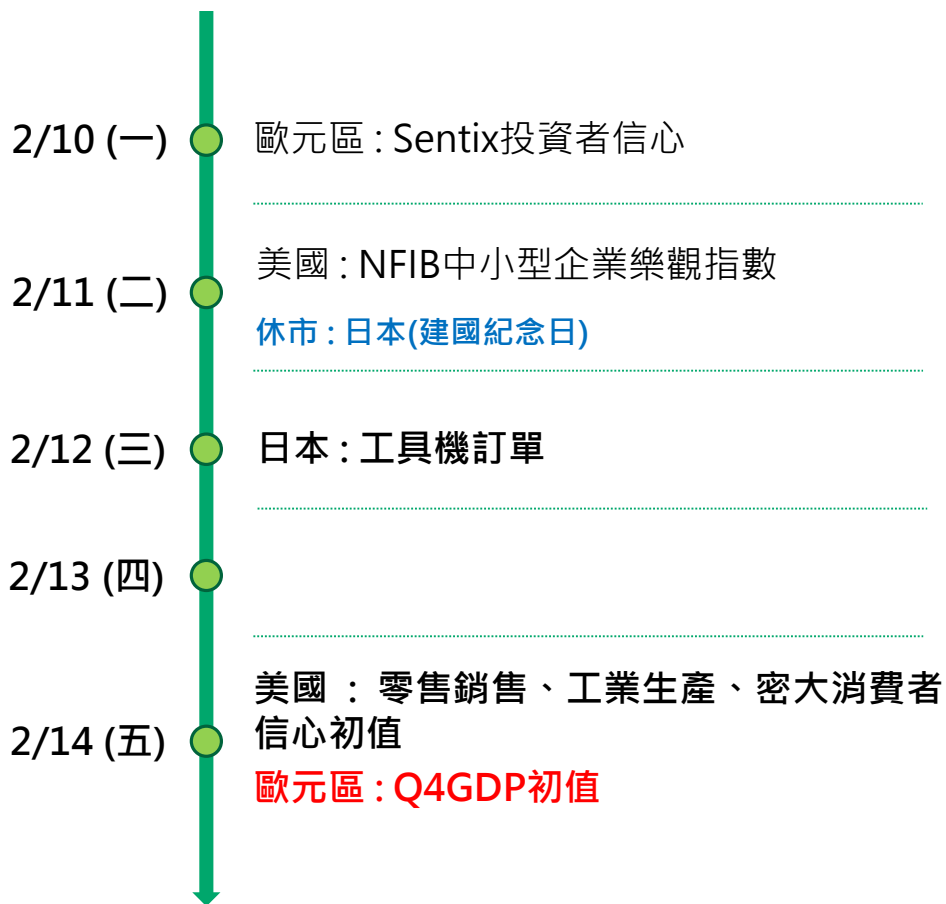 2/10 (一)
歐元區 : Sentix投資者信心
2/11 (二)
美國 : NFIB中小型企業樂觀指數
休市 : 日本(建國紀念日)
2/12 (三)
日本 : 工具機訂單
2/13 (四)
2/14 (五)
美國 : 零售銷售、工業生產、密大消費者
信心初值
歐元區 : Q4GDP初值